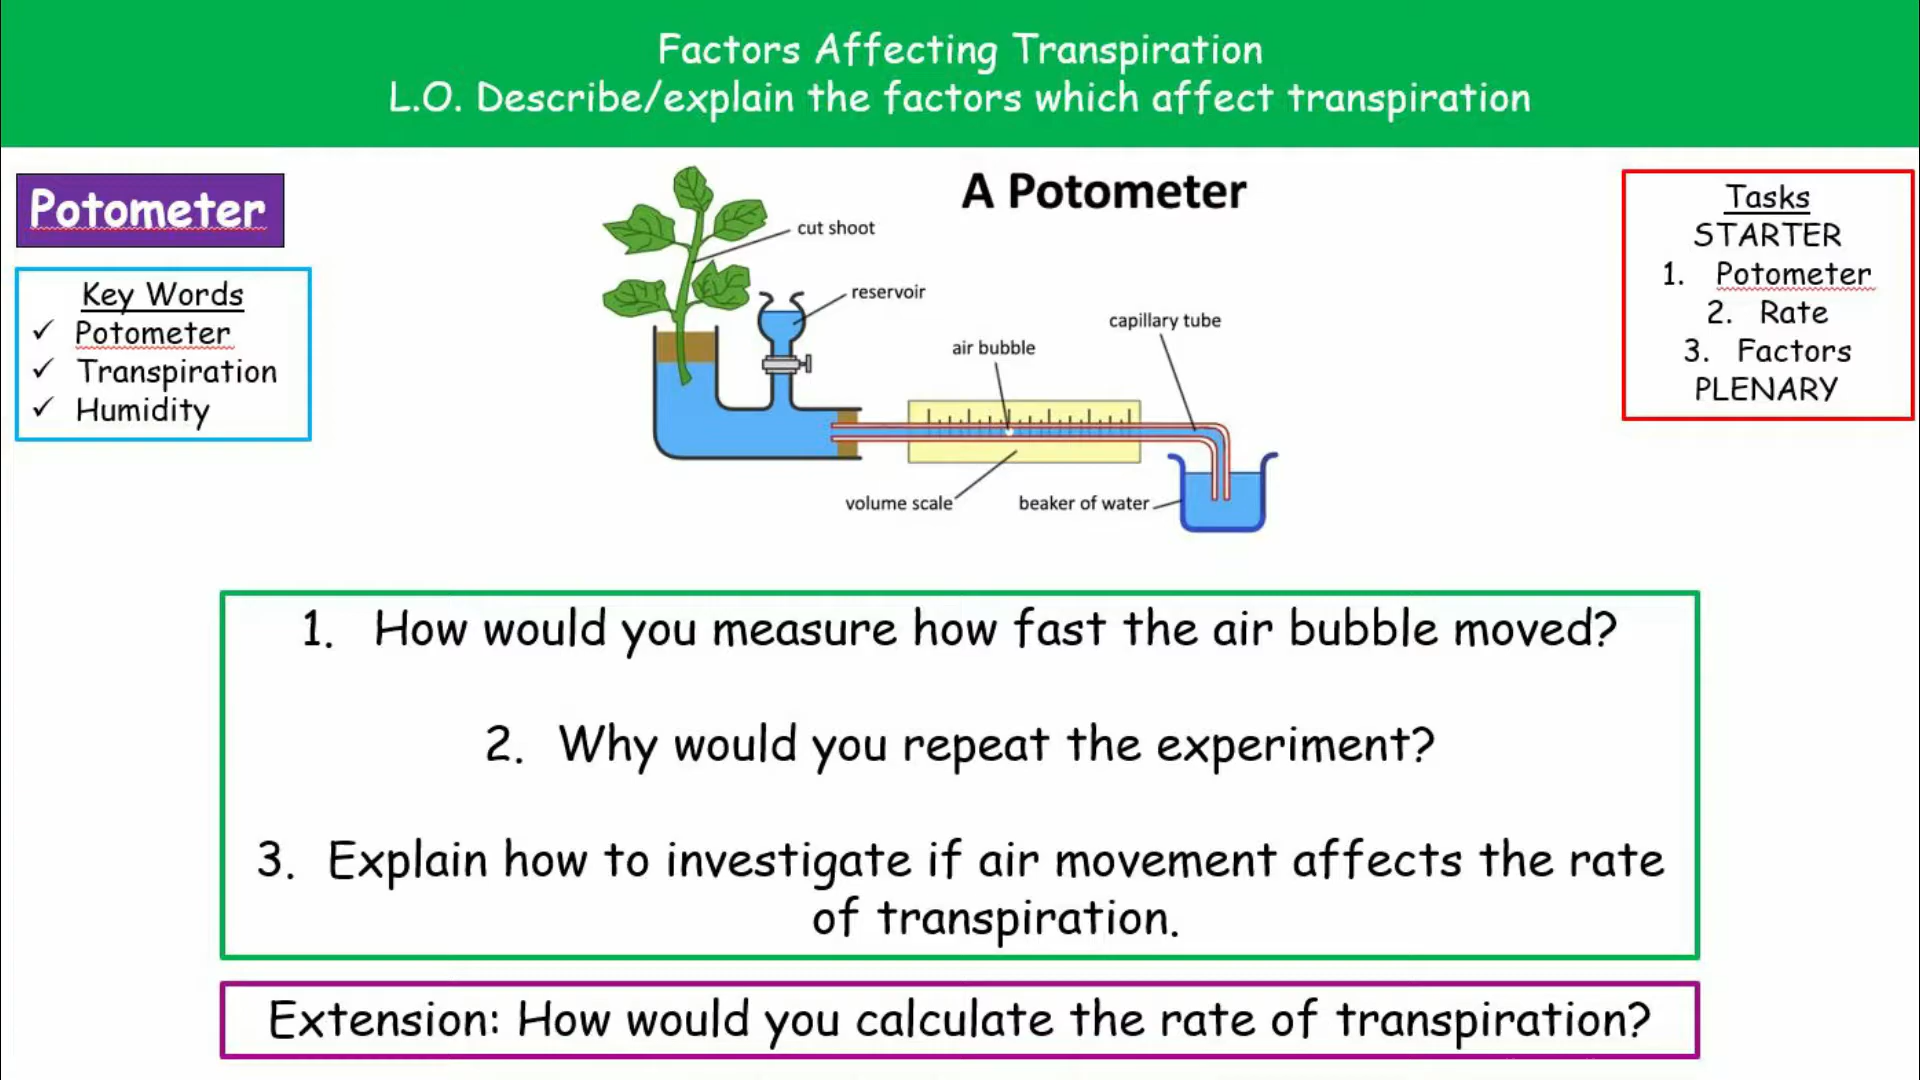 Factors Affecting Transpiration
L.O. Describe/explain the factors which affect transpiration
Potometer
Key Words
✓ Potometer
✓ Transpiration
✓ Humidity
A Potometer
cut shoot
reservoir
capillary tube
air bubble
volume scale
beaker of water
Tasks
STARTER
1. Potometer
2. Rate
3. Factors
PLENARY
1. How would you measure how fast the air bubble moved?
2. Why would you repeat the experiment?
3. Explain how to investigate if air movement affects the rate
of transpiration.
Extension: How would you calculate the rate of transpiration?